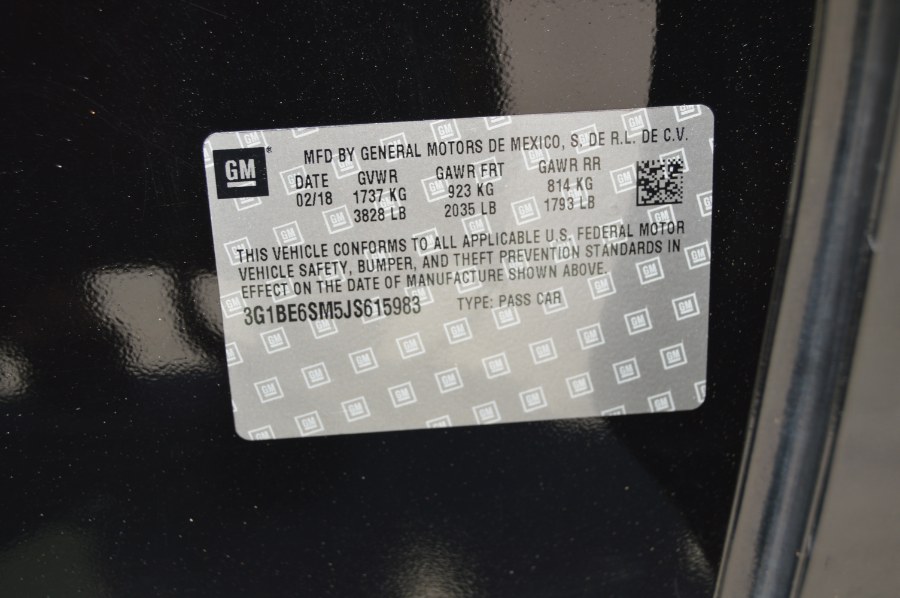 GM
MFD BY GENERAL MOTORS DE MEXICO, S. DE R.L. DE C.V.
DATE GVWR GAWR FRT GAWR RR
02/18 1737 KG 923 KG 814 KG
3828 LB 2035 LB 1793 LB
THIS VEHICLE CONFORMS TO ALL APPLICABLE U.S. FEDERAL MOTOR
VEHICLE SAFETY, BUMPER, AND THEFT PREVENTION STANDARDS IN
EFFECT ON THE DATE OF MANUFACTURE SHOWN ABOVE.
3G1BE6SM5JS615983 TYPE: PASS CAR